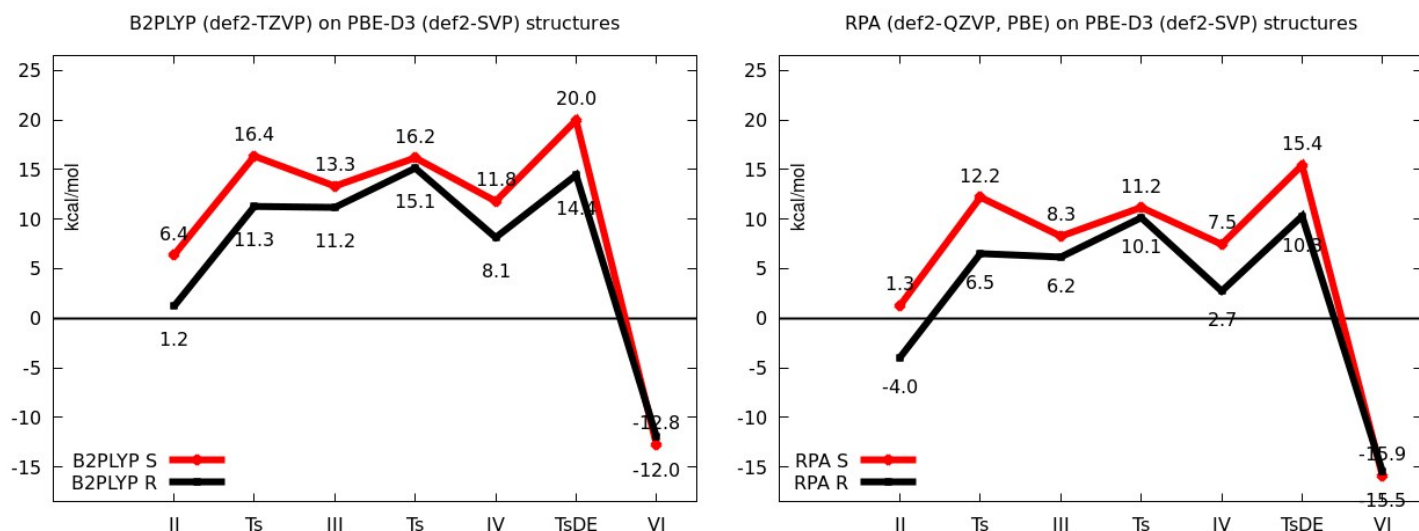 B2PLYP (def2-TZVP) on PBE-D3 (def2-SVP) structures
25
20
15
10
5
0
-5
-10
-15
kcal/mol
6.4
16.4
13.3
16.2
11.8
20.0
-12.8
1.2
11.3
11.2
15.1
8.1
14.4
-12.0
B2PLYP S
B2PLYP R
II
Ts
III
Ts
IV
TsDE
VI
RPA (def2-QZVP, PBE) on PBE-D3 (def2-SVP) structures
25
20
15
10
5
0
-5
-10
-15
kcal/mol
1.3
12.2
8.3
11.2
7.5
15.4
-15.9
-4.0
6.5
6.2
10.1
2.7
10.3
-15.5
RPA S
RPA R
II
Ts
III
Ts
IV
TsDE
VI